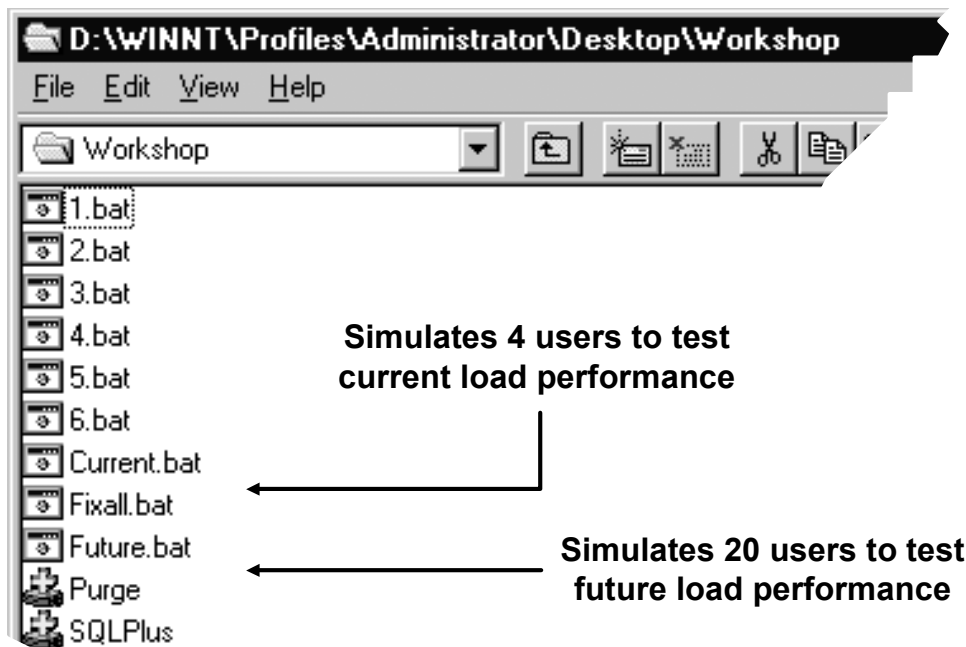 D:\WINNT\Profiles\Administrator\Desktop\Workshop
File Edit View Help
Workshop
1.bat
2.bat
3.bat
4.bat
5.bat
6.bat
Current.bat
Fixall.bat
Future.bat
Purge
SQLPlus
Simulates 4 users to test
current load performance
Simulates 20 users to test
future load performance